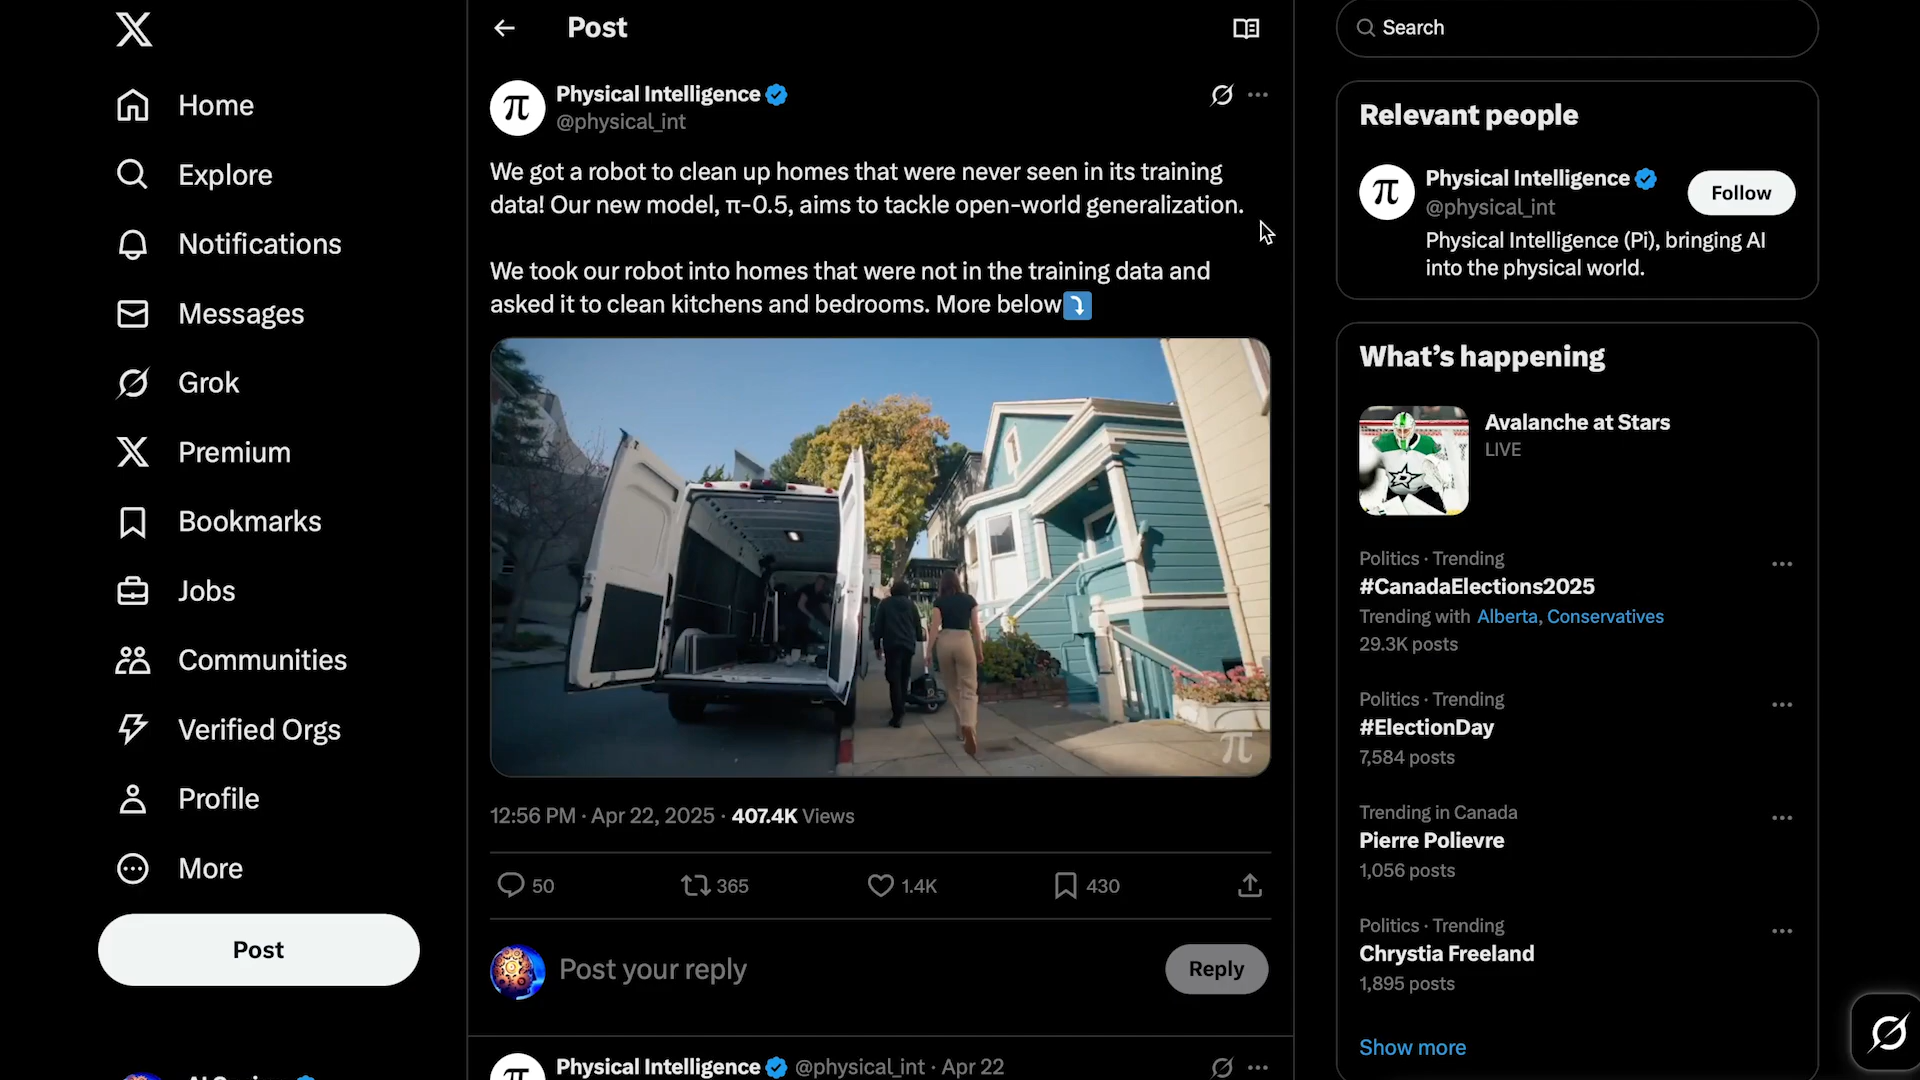 Home
Explore
Notifications
Messages
Grok
Premium
Bookmarks
Jobs
Communities
Verified Orgs
Profile
More
Post
Post
π
Physical Intelligence
@physical_int
We got a robot to clean up homes that were never seen in its training
data! Our new model, π-0.5, aims to tackle open-world generalization.
We took our robot into homes that were not in the training data and
asked it to clean kitchens and bedrooms. More below⤵️
π
12:56 PM · Apr 22, 2025 · 407.4K Views
50 365 1.4K 430
Post your reply
Reply
Physical Intelligence @physical_int · Apr 22
Search
Relevant people
π
Physical Intelligence
@physical_int
Follow
Physical Intelligence (Pi), bringing AI
into the physical world.
What's happening
Avalanche at Stars
LIVE
Politics · Trending
#CanadaElections2025
Trending with Alberta, Conservatives
29.3K posts
Politics · Trending
#ElectionDay
7,584 posts
Trending in Canada
Pierre Polievre
1,056 posts
Politics · Trending
Chrystia Freeland
1,895 posts
Show more